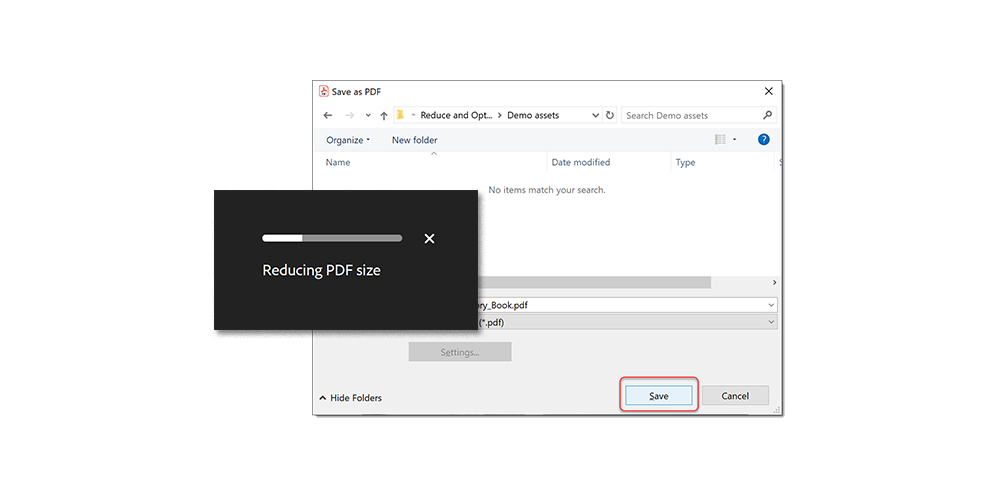 Save as PDF
Reduce and Opt... > Demo assets
Search Demo assets
Organize
New folder
?
Name
Date modified
Type
No items match your search.
Reducing PDF size
ory_Book.pdf
(*.pdf)
Settings...
Hide Folders
Save
Cancel